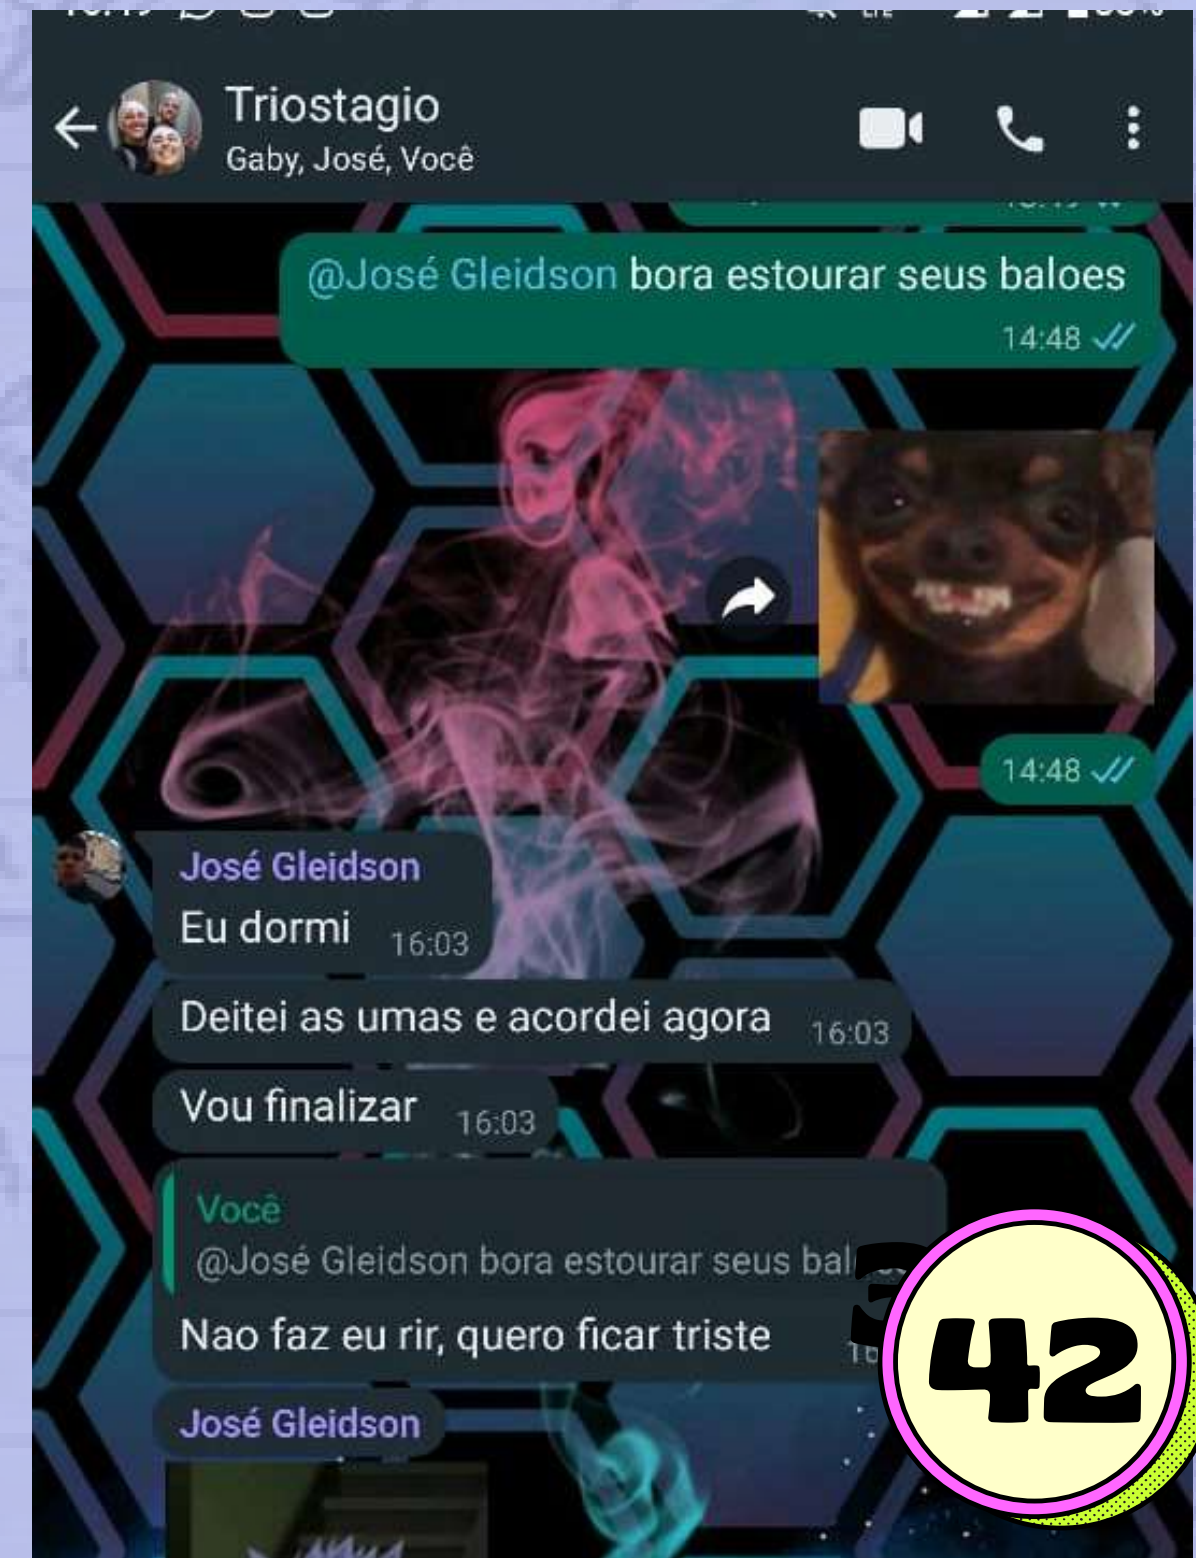 Triostagio
Gaby, José, Você
@José Gleidson bora estourar seus baloes
14:48
14:48
José Gleidson
Eu dormi 16:03
Deitei as umas e acordei agora 16:03
Vou finalizar 16:03
Você
@José Gleidson bora estourar seus
Nao faz eu rir, quero ficar triste
42
José Gleidson